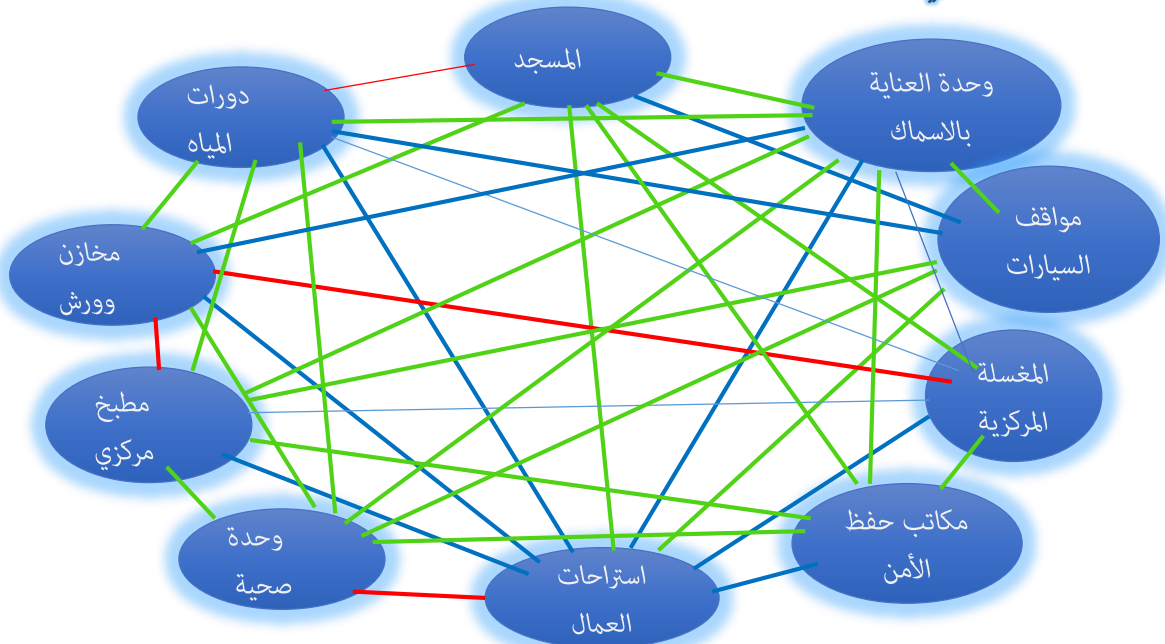 المسجد
وحدة العناية
بالاسماك
دورات
المياه
مواقف
السيارات
مخازن
وورش
المغسلة
المركزية
مطبخ
مركزي
مكاتب حفظ
الأمن
وحدة
صحية
استراحات
العمال